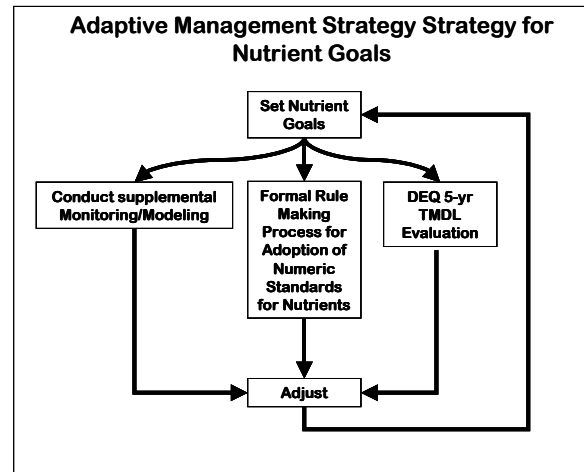 Adaptive Management Strategy Strategy for
Nutrient Goals
Set Nutrient
Goals
Conduct supplemental
Monitoring/Modeling
Formal Rule
Making
Process for
Adoption of
Numeric
Standards
for Nutrients
DEQ 5-yr
TMDL
Evaluation
Adjust